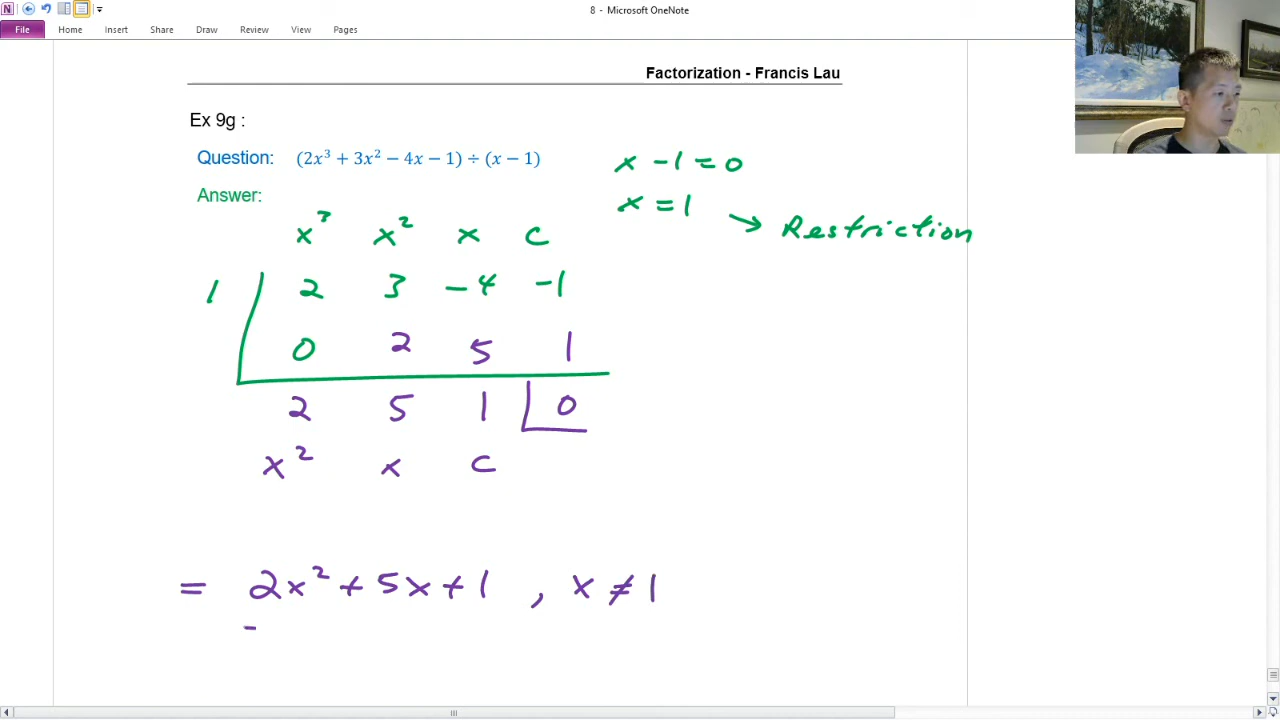 8 - Microsoft OneNote
File Home Insert Share Draw Review View Pages
Factorization - Francis Lau
Ex 9g :
Question: (2x³ + 3x² − 4x − 1) ÷ (x − 1)
x - 1 = 0
Answer:
x = 1
→ Restriction
x³ x² x c
1 2 3 -4 -1
0 2 5 1
2 5 1 0
x² x c
= 2x² + 5x + 1 , x ≠ 1